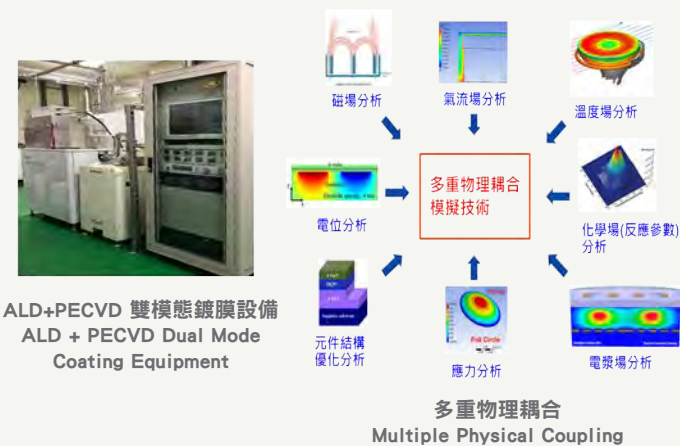 磁場分析
氣流場分析
溫度場分析
電位分析
多重物理耦合
模擬技術
化學場(反應參數)
分析
元件結構
優化分析
應力分析
Full Circle
電漿場分析
ALD+PECVD 雙模態鍍膜設備
ALD + PECVD Dual Mode
Coating Equipment
多重物理耦合
Multiple Physical Coupling